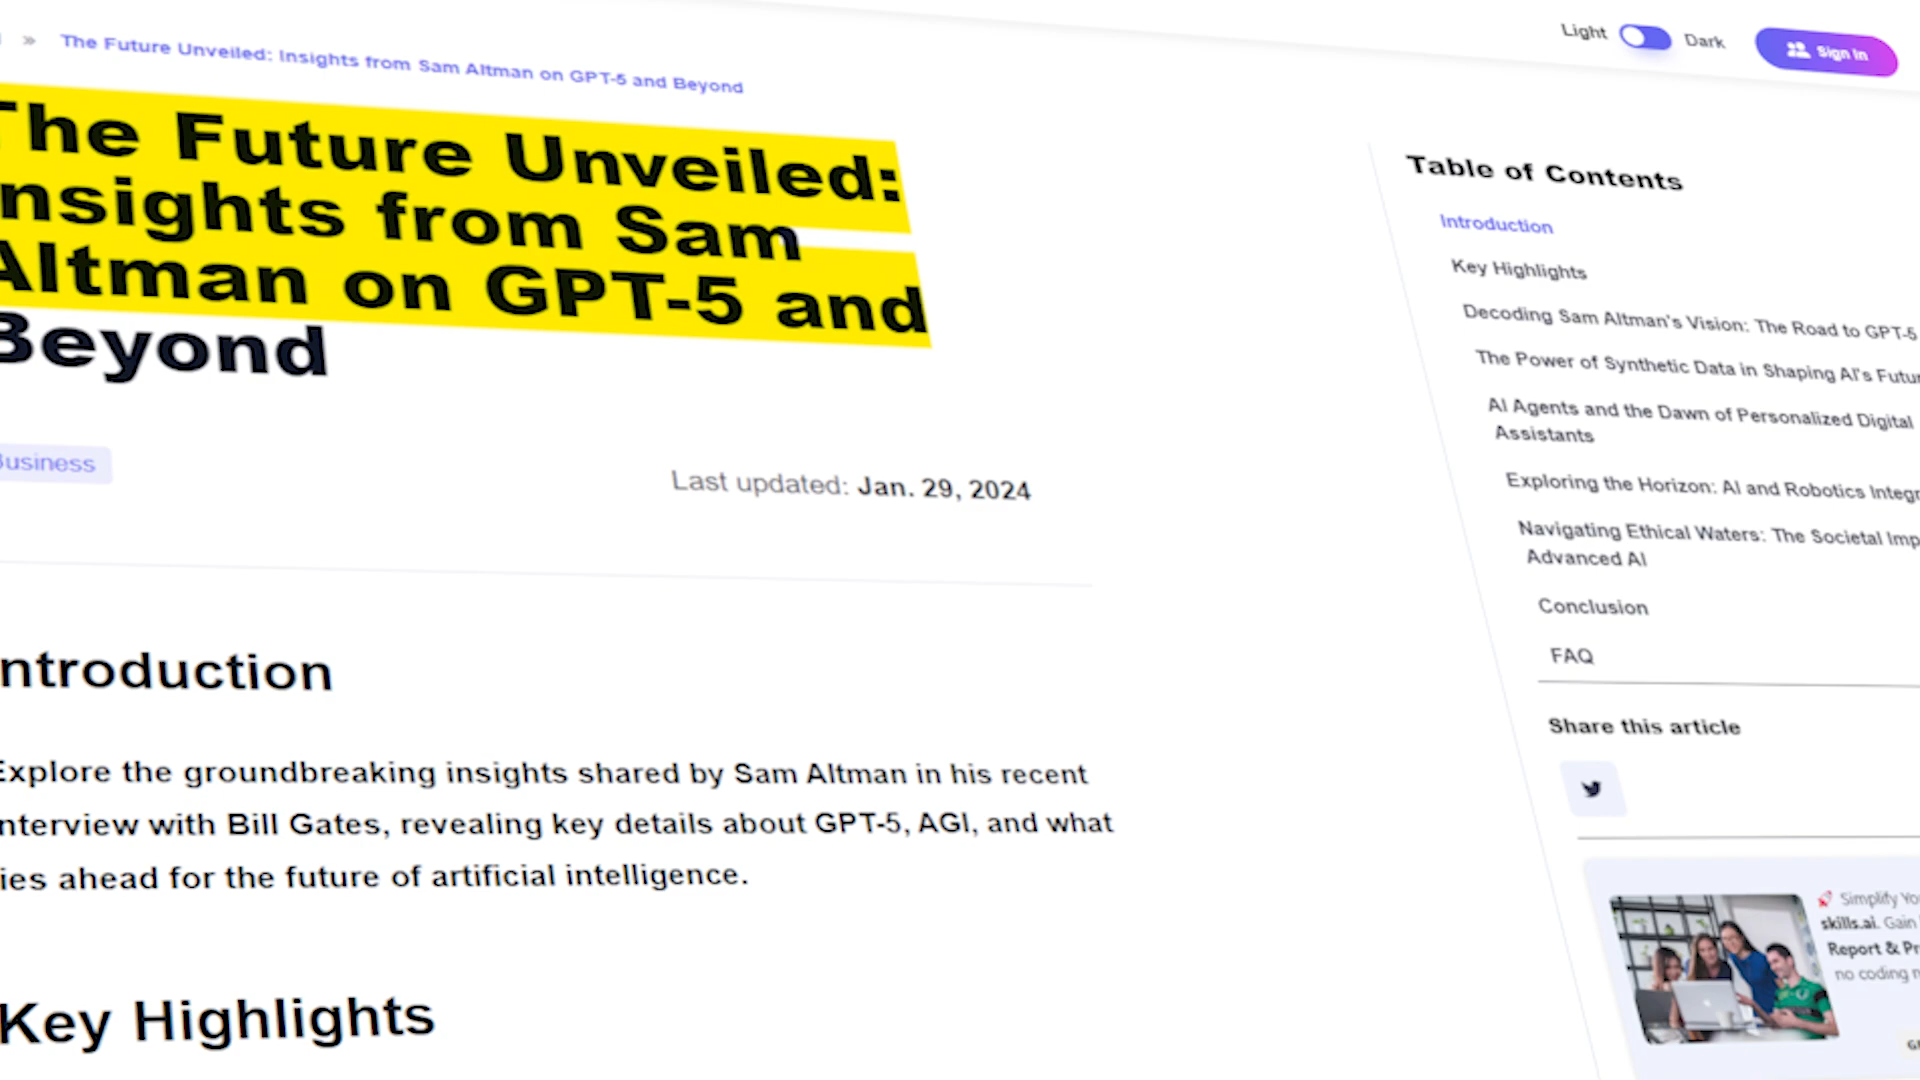 » The Future Unveiled: Insights from Sam Altman on GPT-5 and Beyond
Light Dark Sign In
The Future Unveiled:
Insights from Sam
Altman on GPT-5 and
Beyond
Business
Last updated: Jan. 29, 2024
Introduction
Explore the groundbreaking insights shared by Sam Altman in his recent
interview with Bill Gates, revealing key details about GPT-5, AGI, and what
lies ahead for the future of artificial intelligence.
Key Highlights
Table of Contents
Introduction
Key Highlights
Decoding Sam Altman's Vision: The Road to GPT-5
The Power of Synthetic Data in Shaping AI's
AI Agents and the Dawn of Personalized Digital
Assistants
Exploring the Horizon: AI and Robotics
Navigating Ethical Waters: The Societal
Advanced AI
Conclusion
FAQ
Share this article
Simplify
skills.ai. Gain
Report &
no coding